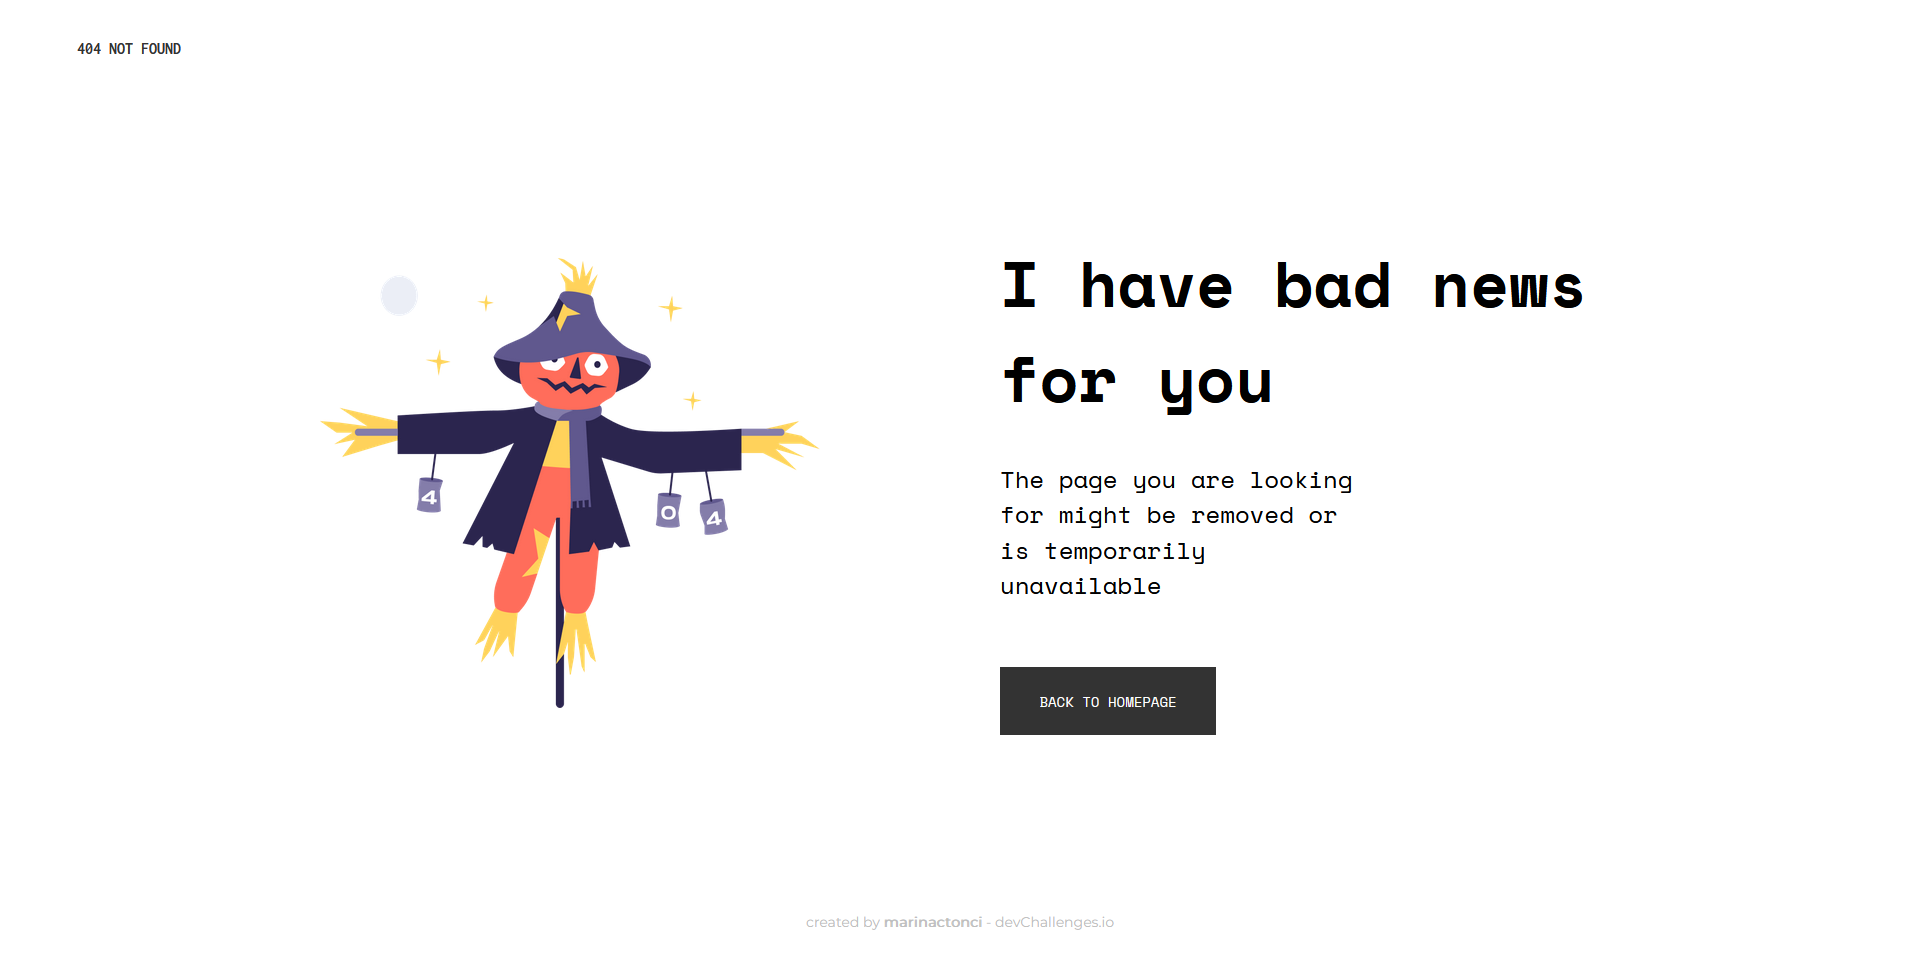 404 NOT FOUND
I have bad news
for you
The page you are looking
for might be removed or
is temporarily
unavailable
4
0
4
BACK TO HOMEPAGE
created by marinactonci - devChallenges.io